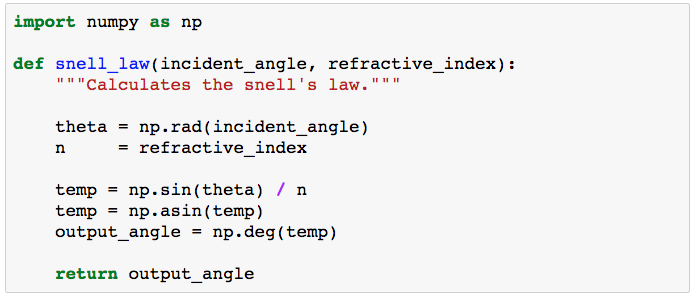 import numpy as np
def snell_law(incident_angle, refractive_index):
"""Calculates the snell's law."""
theta = np.rad(incident_angle)
n     = refractive_index
temp = np.sin(theta) / n
temp = np.asin(temp)
output_angle = np.deg(temp)
return output_angle